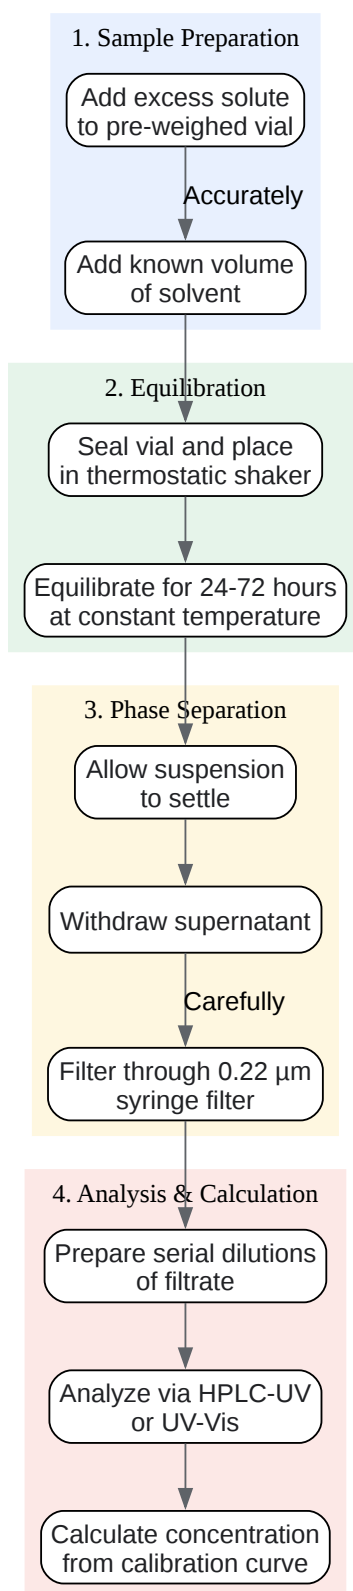 1. Sample Preparation
Add excess solute
to pre-weighed vial
Accurately
Add known volume
of solvent
2. Equilibration
Seal vial and place
in thermostatic shaker
Equilibrate for 24-72 hours
at constant temperature
3. Phase Separation
Allow suspension
to settle
Withdraw supernatant
Carefully
Filter through 0.22 µm
syringe filter
4. Analysis & Calculation
Prepare serial dilutions
of filtrate
Analyze via HPLC-UV
or UV-Vis
Calculate concentration
from calibration curve